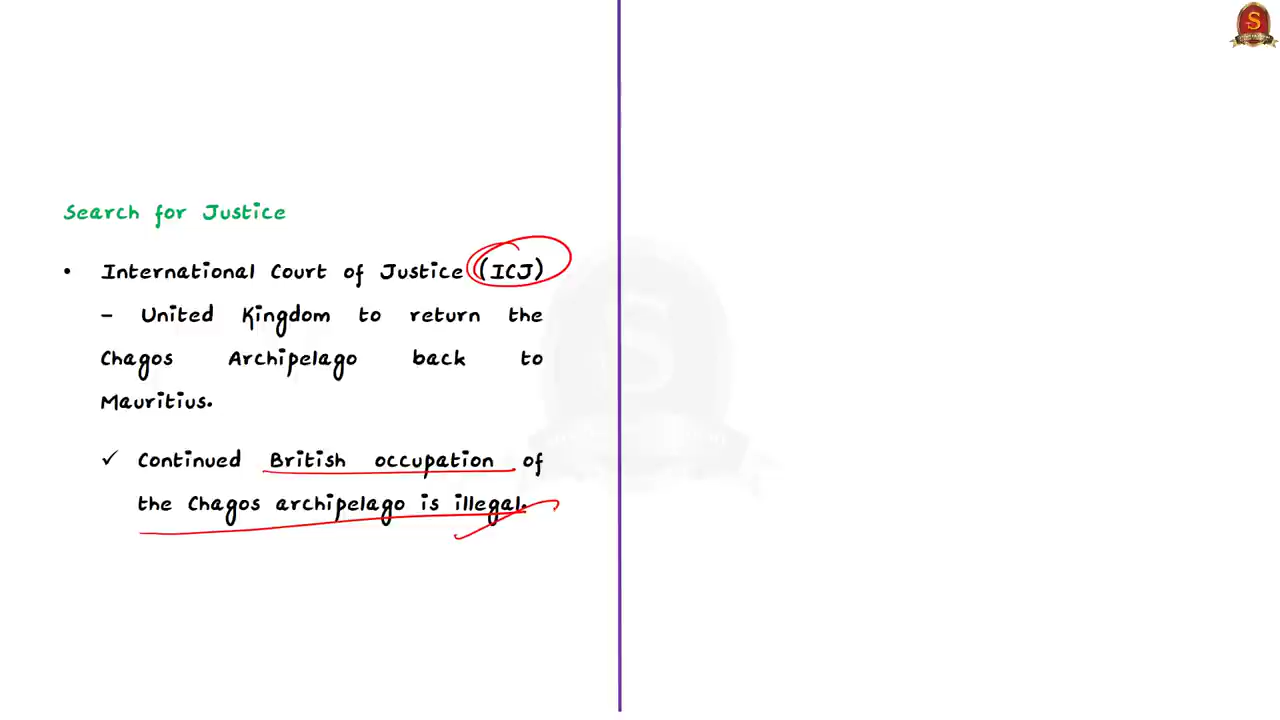 S
Search for Justice
• International Court of Justice (ICJ)
– United Kingdom to return the
Chagos Archipelago back to
Mauritius.
✓ Continued British occupation of
the Chagos archipelago is illegal.
S